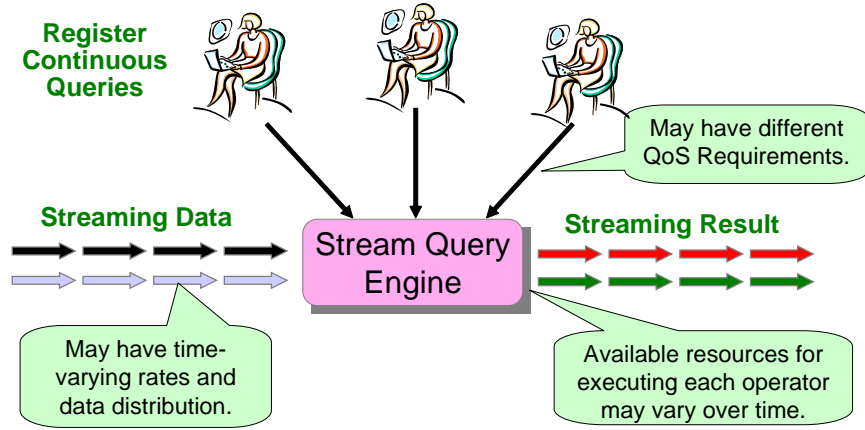 Register
Continuous
Queries
May have different
QoS Requirements.
Streaming Data
Stream Query
Engine
Streaming Result
May have time-
varying rates and
data distribution.
Available resources for
executing each operator
may vary over time.